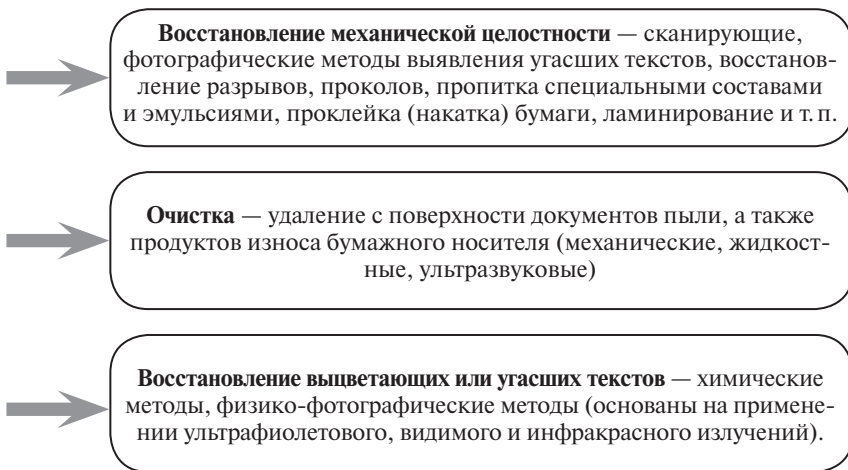 Восстановление механической целостности — сканирующие,
фотографические методы выявления угасших текстов, восстанов-
ление разрывов, проколов, пропитка специальными составами
и эмульсиями, проклейка (накатка) бумаги, ламинирование и т. п.
Очистка — удаление с поверхности документов пыли, а также
продуктов износа бумажного носителя (механические, жидкост-
ные, ультразвуковые)
Восстановление выцветающих или угасших текстов — химические
методы, физико-фотографические методы (основаны на примене-
нии ультрафиолетового, видимого и инфракрасного излучений).